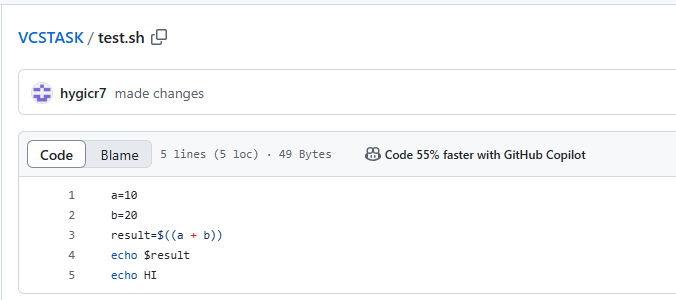 VCSTASK / test.sh
hygicr7 made changes
Code Blame 5 lines (5 loc) · 49 Bytes Code 55% faster with GitHub Copilot
1 a=10
2 b=20
3 result=$((a + b))
4 echo $result
5 echo HI